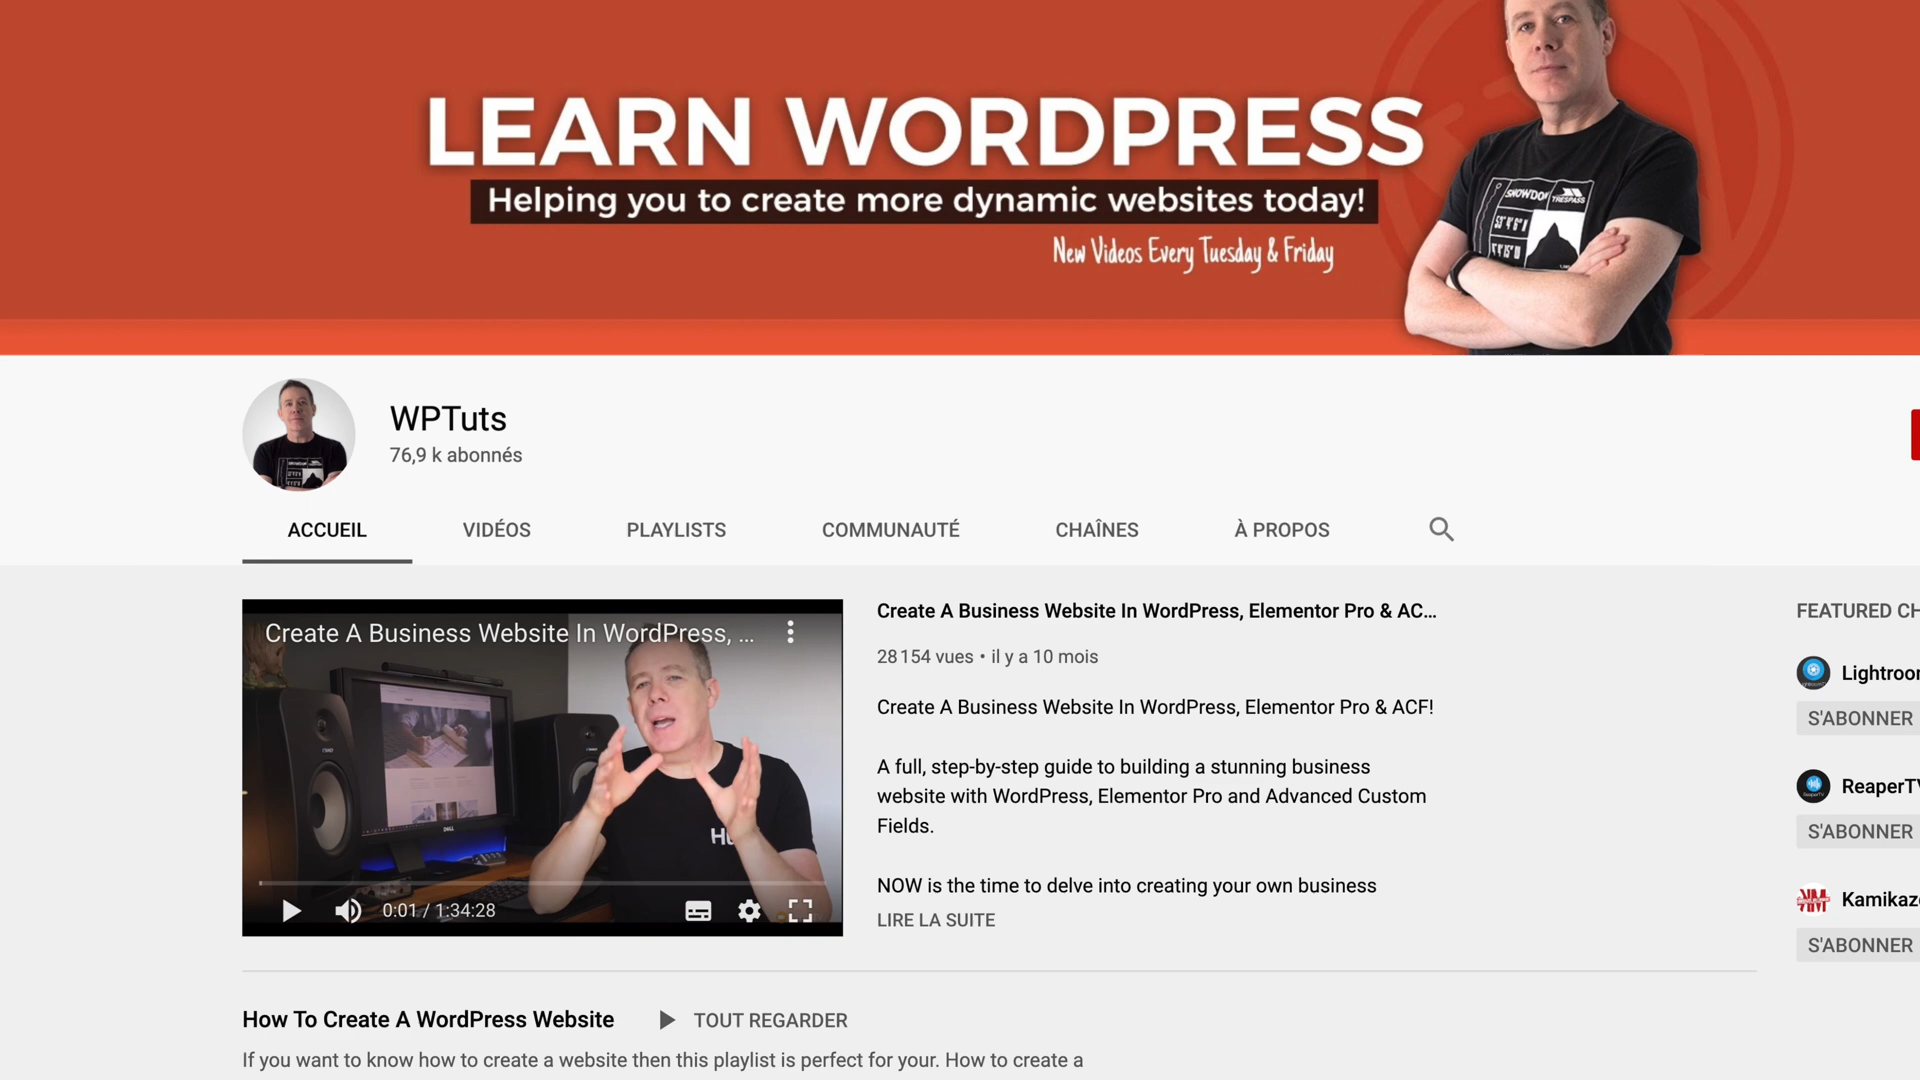 LEARN WORDPRESS
Helping you to create more dynamic websites today!
New Videos Every Tuesday & Friday
SNOWDON
TRESPASS
WPTuts
76,9 k abonnés
ACCUEIL
VIDÉOS
PLAYLISTS
COMMUNAUTÉ
CHAÎNES
À PROPOS
Create A Business Website In WordPress, ...
DELL
0:01 / 1:34:28
Create A Business Website In WordPress, Elementor Pro & AC...
28 154 vues • il y a 10 mois
Create A Business Website In WordPress, Elementor Pro & ACF!
A full, step-by-step guide to building a stunning business
website with WordPress, Elementor Pro and Advanced Custom
Fields.
NOW is the time to delve into creating your own business
LIRE LA SUITE
FEATURED CH
Lightroor
S'ABONNER
ReaperTV
S'ABONNER
Kamikaze
S'ABONNER
How To Create A WordPress Website
TOUT REGARDER
If you want to know how to create a website then this playlist is perfect for your. How to create a